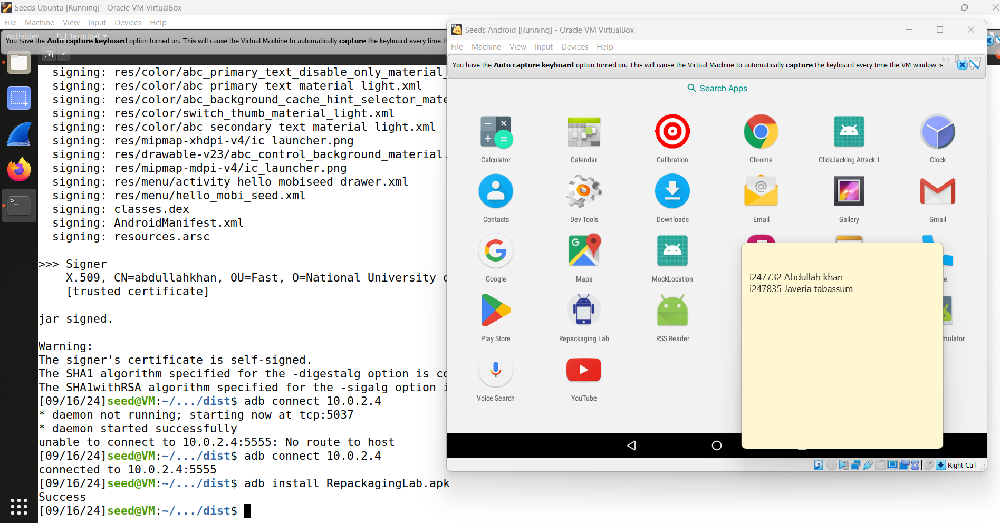 Seeds Ubuntu [Running] - Oracle VM VirtualBox
File Machine View Input Devices Help
Activities Terminal
You have the Auto capture keyboard option turned on. This will cause the Virtual Machine to automatically capture the keyboard every time
signing: res/color/abc_primary_text_disable_only_material_
signing: res/color/abc_primary_text_material_light.xml
signing: res/color/abc_background_cache_hint_selector_mate
signing: res/color/switch_thumb_material_light.xml
signing: res/color/abc_secondary_text_material_light.xml
signing: res/mipmap-xhdpi-v4/ic_launcher.png
signing: res/drawable-v23/abc_control_background_material.
signing: res/mipmap-mdpi-v4/ic_launcher.png
signing: res/menu/activity_hello_mobiseed_drawer.xml
signing: res/menu/hello_mobi_seed.xml
signing: classes.dex
signing: AndroidManifest.xml
signing: resources.arsc
>>> Signer
X.509, CN=abdullahkhan, OU=Fast, O=National University
[trusted certificate]
jar signed.
Warning:
The signer's certificate is self-signed.
The SHA1 algorithm specified for the -digestalg option is
The SHA1withRSA algorithm specified for the -sigalg option
[09/16/24]seed@VM:~/.../dist$ adb connect 10.0.2.4
* daemon not running; starting now at tcp:5037
* daemon started successfully
unable to connect to 10.0.2.4:5555: No route to host
[09/16/24]seed@VM:~/.../dist$ adb connect 10.0.2.4
connected to 10.0.2.4:5555
[09/16/24]seed@VM:~/.../dist$ adb install RepackagingLab.apk
Success
[09/16/24]seed@VM:~/.../dist$
Seeds Android [Running] - Oracle VM VirtualBox
File Machine View Input Devices Help
11:21
You have the Auto capture keyboard option turned on. This will cause the Virtual Machine to automatically capture the keyboard every time the VM window is
Search Apps
Calculator Calendar Calibration Chrome ClickJacking Attack 1 Clock
Contacts Dev Tools Downloads Email Gallery Gmail
Google Maps MockLocation
Play Store Repackaging Lab RSS Reader mulator
Voice Search YouTube
i247732 Abdullah khan
i247835 Javeria tabassum
Right Ctrl